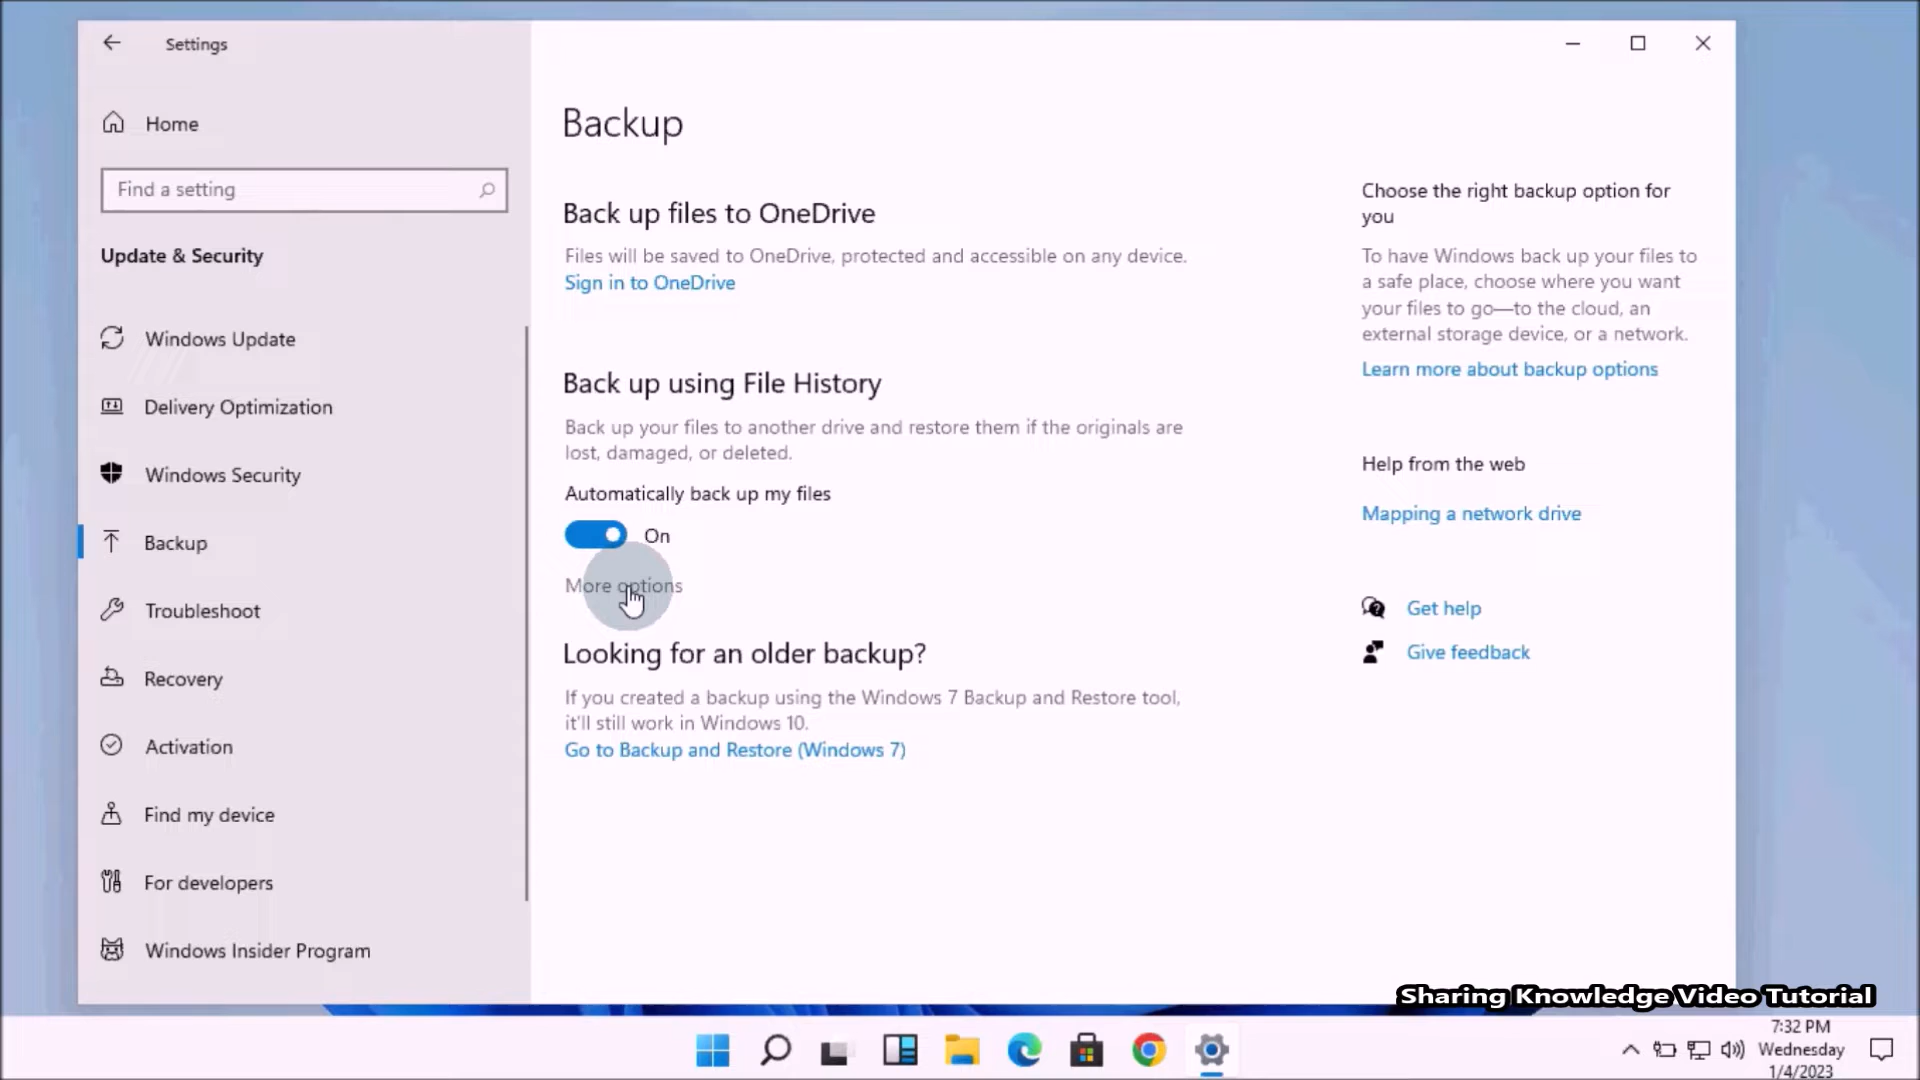 Settings
Home
Find a setting
Update & Security
Windows Update
Delivery Optimization
Windows Security
Backup
Troubleshoot
Recovery
Activation
Find my device
For developers
Windows Insider Program
Backup
Back up files to OneDrive
Files will be saved to OneDrive, protected and accessible on any device.
Sign in to OneDrive
Back up using File History
Back up your files to another drive and restore them if the originals are
lost, damaged, or deleted.
Automatically back up my files
On
More options
Looking for an older backup?
If you created a backup using the Windows 7 Backup and Restore tool,
it'll still work in Windows 10.
Go to Backup and Restore (Windows 7)
Choose the right backup option for
you
To have Windows back up your files to
a safe place, choose where you want
your files to go—to the cloud, an
external storage device, or a network.
Learn more about backup options
Help from the web
Mapping a network drive
Get help
Give feedback
Sharing Knowledge Video Tutorial
7:32 PM
Wednesday
1/4/2023